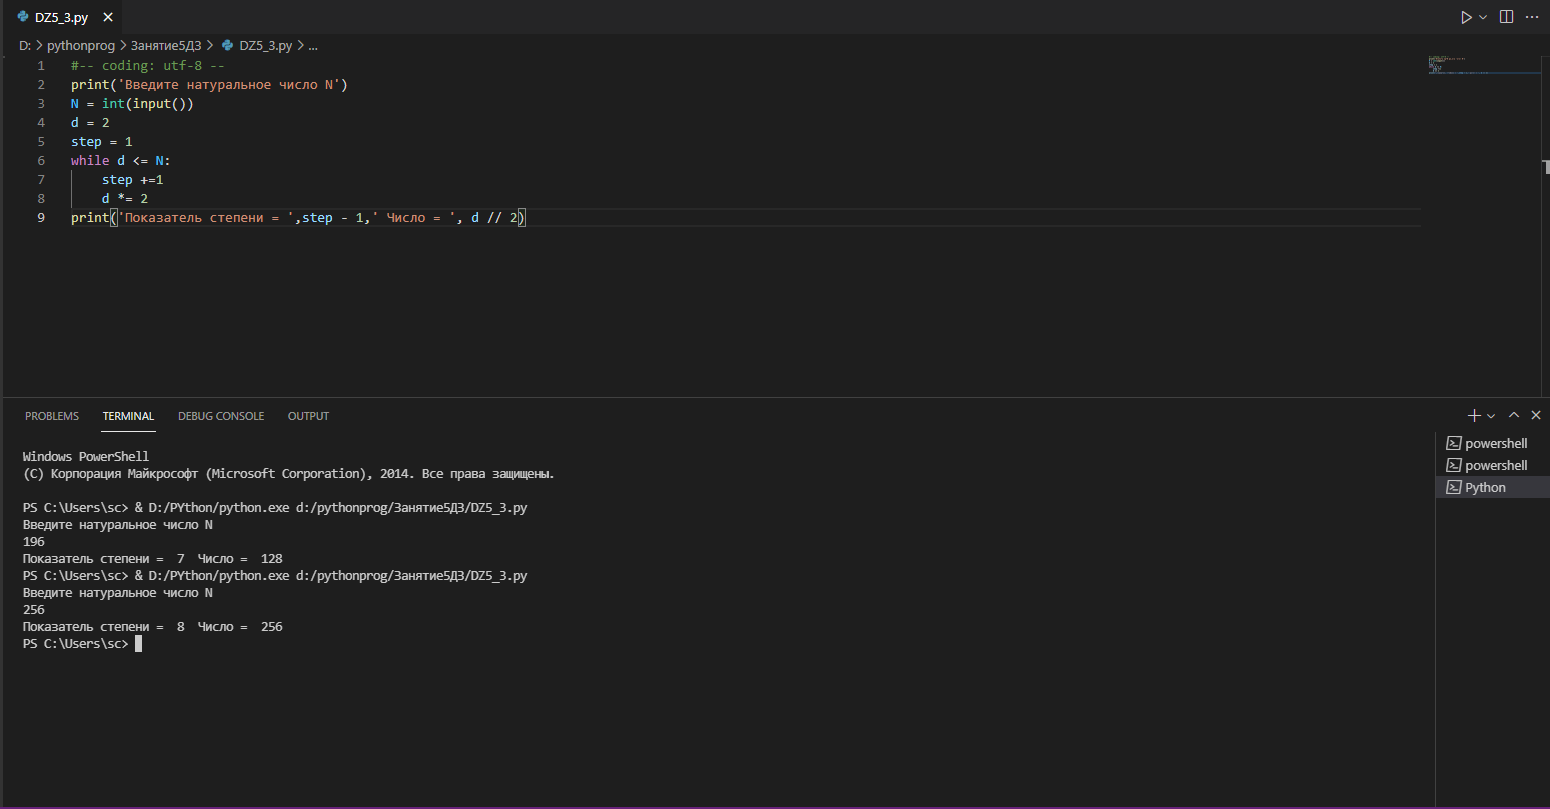 DZ5_3.py
D: > pythonprog > Занятие5ДЗ > DZ5_3.py > ...
1 #-- coding: utf-8 --
2 print('Введите натуральное число N')
3 N = int(input())
4 d = 2
5 step = 1
6 while d <= N:
7     step +=1
8     d *= 2
9 print('Показатель степени = ',step - 1,' Число = ', d // 2)
PROBLEMS TERMINAL DEBUG CONSOLE OUTPUT
Windows PowerShell
(C) Корпорация Майкрософт (Microsoft Corporation), 2014. Все права защищены.
PS C:\Users\sc> & D:/PYthon/python.exe d:/pythonprog/Занятие5ДЗ/DZ5_3.py
Введите натуральное число N
196
Показатель степени =  7  Число =  128
PS C:\Users\sc> & D:/PYthon/python.exe d:/pythonprog/Занятие5ДЗ/DZ5_3.py
Введите натуральное число N
256
Показатель степени =  8  Число =  256
PS C:\Users\sc>
powershell
powershell
Python